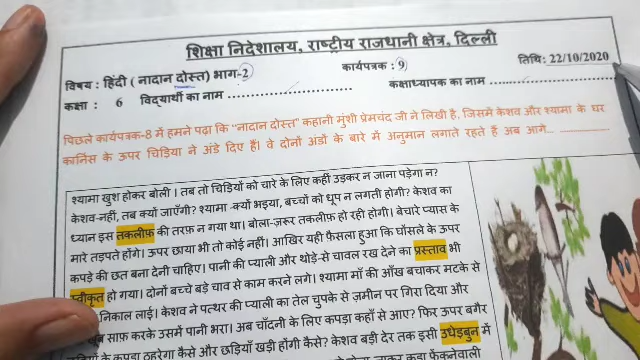 शिक्षा निदेशालय, राष्ट्रीय राजधानी क्षेत्र, दिल्ली
विषय : हिंदी ( नादान दोस्त) भाग-2 कार्यपत्रक : 9 तिथि: 22/10/2020
कक्षा : 6 विद्यार्थी का नाम ........................ कक्षाध्यापक का नाम ........................
पिछले कार्यपत्रक-8 में हमने पढ़ा कि "नादान दोस्त" कहानी मुंशी प्रेमचंद जी ने लिखी है, जिसमें केशव और श्यामा के घर
कार्निस के ऊपर चिड़िया ने अंडे दिए हैं। वे दोनों अंडों के बारे में अनुमान लगाते रहते हैं अब आगे...
श्यामा खुश होकर बोली । तब तो चिड़ियों को चारे के लिए कहीं उड़कर न जाना पड़ेगा न?
केशव-नहीं, तब क्यों जाएँगी? श्यामा -क्यों भइया, बच्चों को धूप न लगती होगी? केशव का
ध्यान इस तकलीफ़ की तरफ़ न गया था। बोला-ज़रूर तकलीफ़ हो रही होगी। बेचारे प्यास के
मारे तड़पते होंगे। ऊपर छाया भी तो कोई नहीं। आखिर यही फैसला हुआ कि घोंसले के ऊपर
कपड़े की छत बना देनी चाहिए। पानी की प्याली और थोड़े-से चावल रख देने का प्रस्ताव भी
स्वीकृत हो गया। दोनों बच्चे बड़े चाव से काम करने लगे। श्यामा माँ की आँख बचाकर मटके से
निकाल लाई। केशव ने पत्थर की प्याली का तेल चुपके से ज़मीन पर गिरा दिया और
साफ़ करके उसमें पानी भरा। अब चाँदनी के लिए कपड़ा कहाँ से आए? फिर ऊपर बगैर
के कपड़ा ठहरेगा कैसे और छड़ियाँ खड़ी होंगी कैसे? केशव बड़ी देर तक इसी उधेड़बुन में